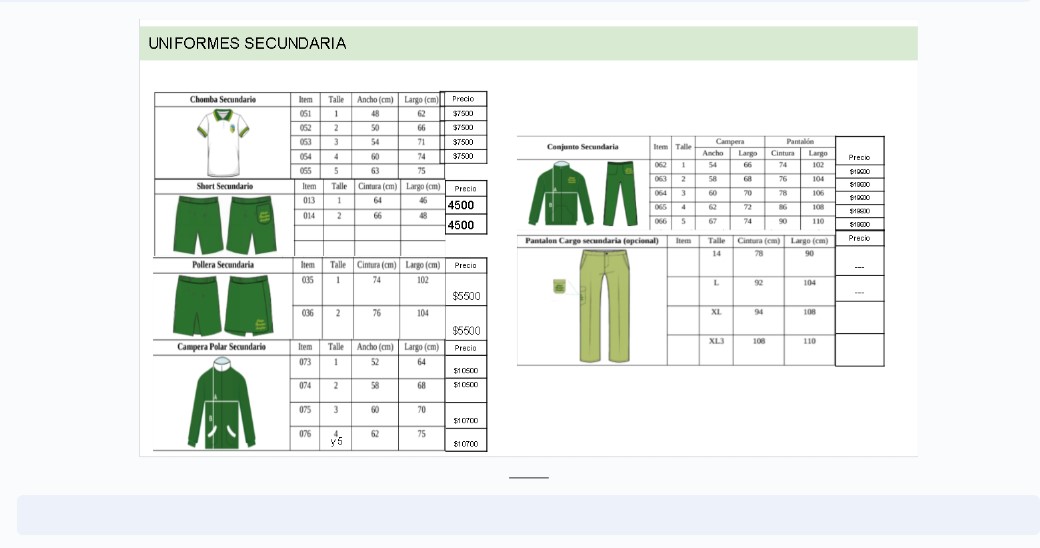 UNIFORMES SECUNDARIA
Chomba Secundario Item Talle Ancho (cm) Largo (cm) Precio
051 1 48 62 $7500
052 2 50 66 $7500
053 3 54 71 $7500
054 4 60 74 $7500
055 5 63 75
Short Secundario Item Talle Cintura (cm) Largo (cm) Precio
013 1 64 46 4500
014 2 66 48 4500
Pollera Secundaria Item Talle Cintura (cm) Largo (cm) Precio
035 1 74 102 $5500
036 2 76 104 $5500
Campera Polar Secundario Item Talle Ancho (cm) Largo (cm) Precio
073 1 52 64 $10500
074 2 58 68 $10500
075 3 60 70 $10700
076 4 y5 62 75 $10700
A
B
Conjunto Secundaria Item Talle Campera Pantalón Precio
Ancho Largo Cintura Largo
062 1 54 66 74 102
063 2 58 68 76 104
064 3 60 70 78 106
065 4 62 72 86 108
066 5 67 74 90 110
Pantalon Cargo secundaria (opcional) Item Talle Cintura (cm) Largo (cm) Precio
14 78 90 ---
L 92 104 ---
XL 94 108
XL3 108 110